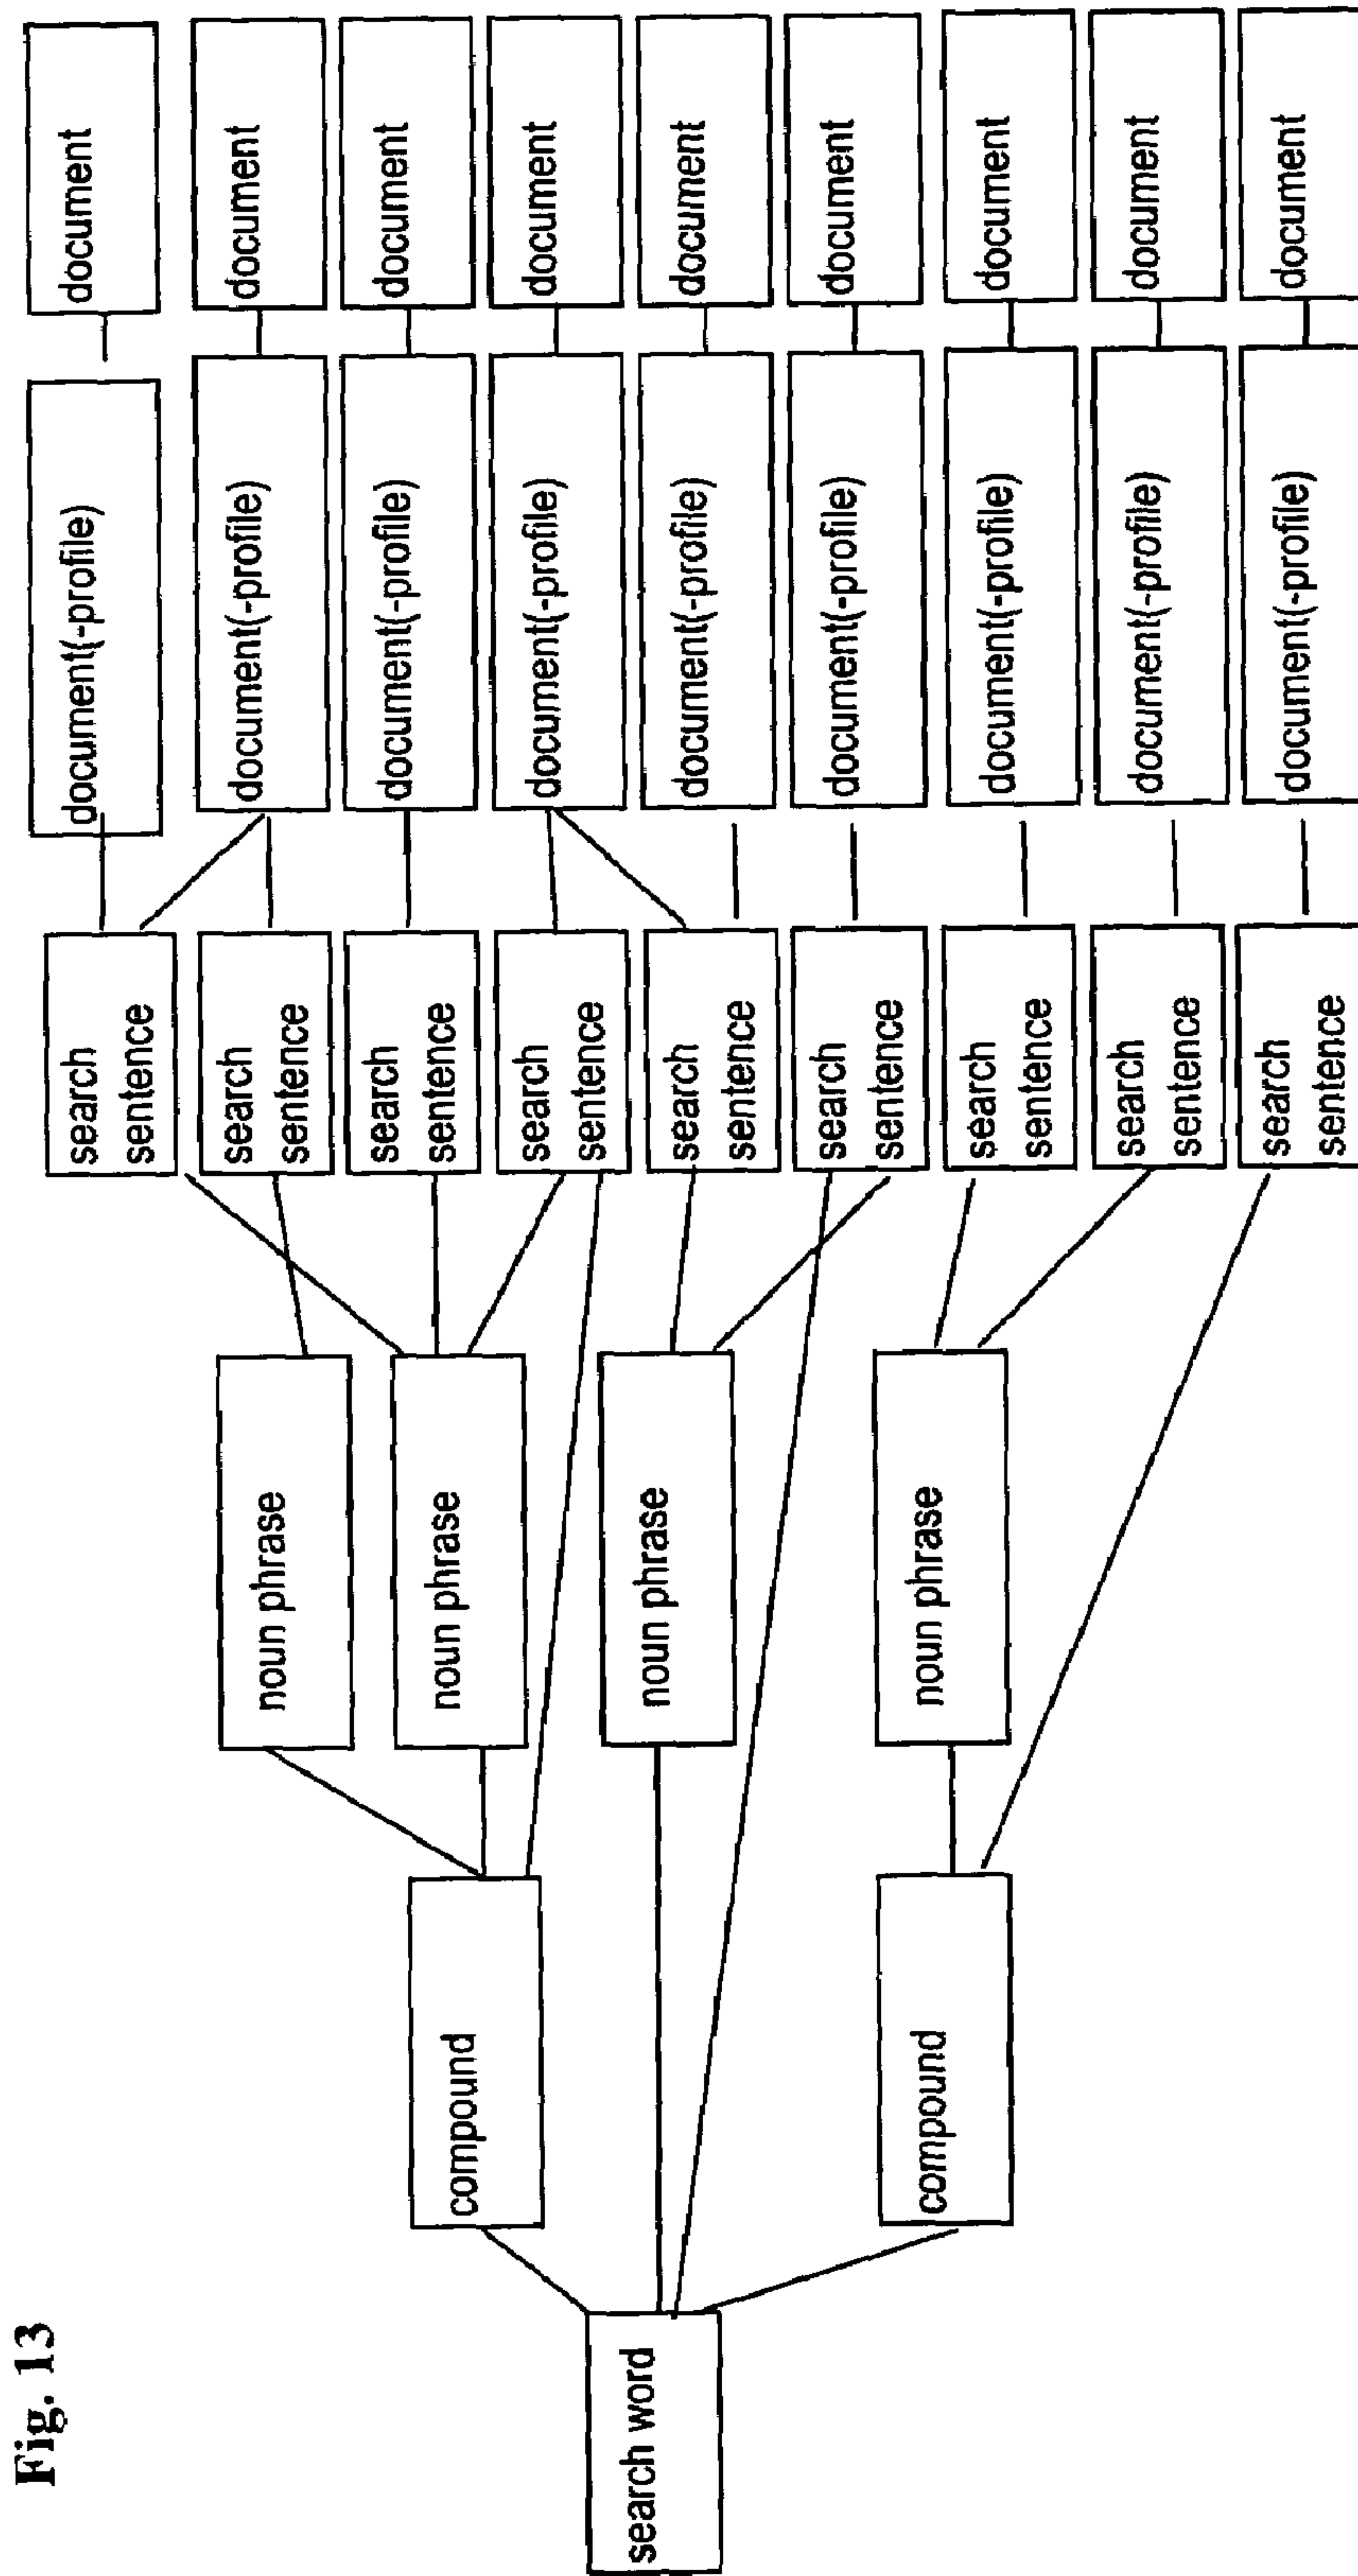 Fig. 13
search word
compound
compound
noun phrase
noun phrase
noun phrase
noun phrase
search
sentence
search
sentence
search
sentence
search
sentence
search
sentence
search
sentence
search
sentence
search
sentence
search
sentence
document(-profile)
document(-profile)
document(-profile)
document(-profile)
document(-profile)
document(-profile)
document(-profile)
document(-profile)
document(-profile)
document
document
document
document
document
document
document
document
document